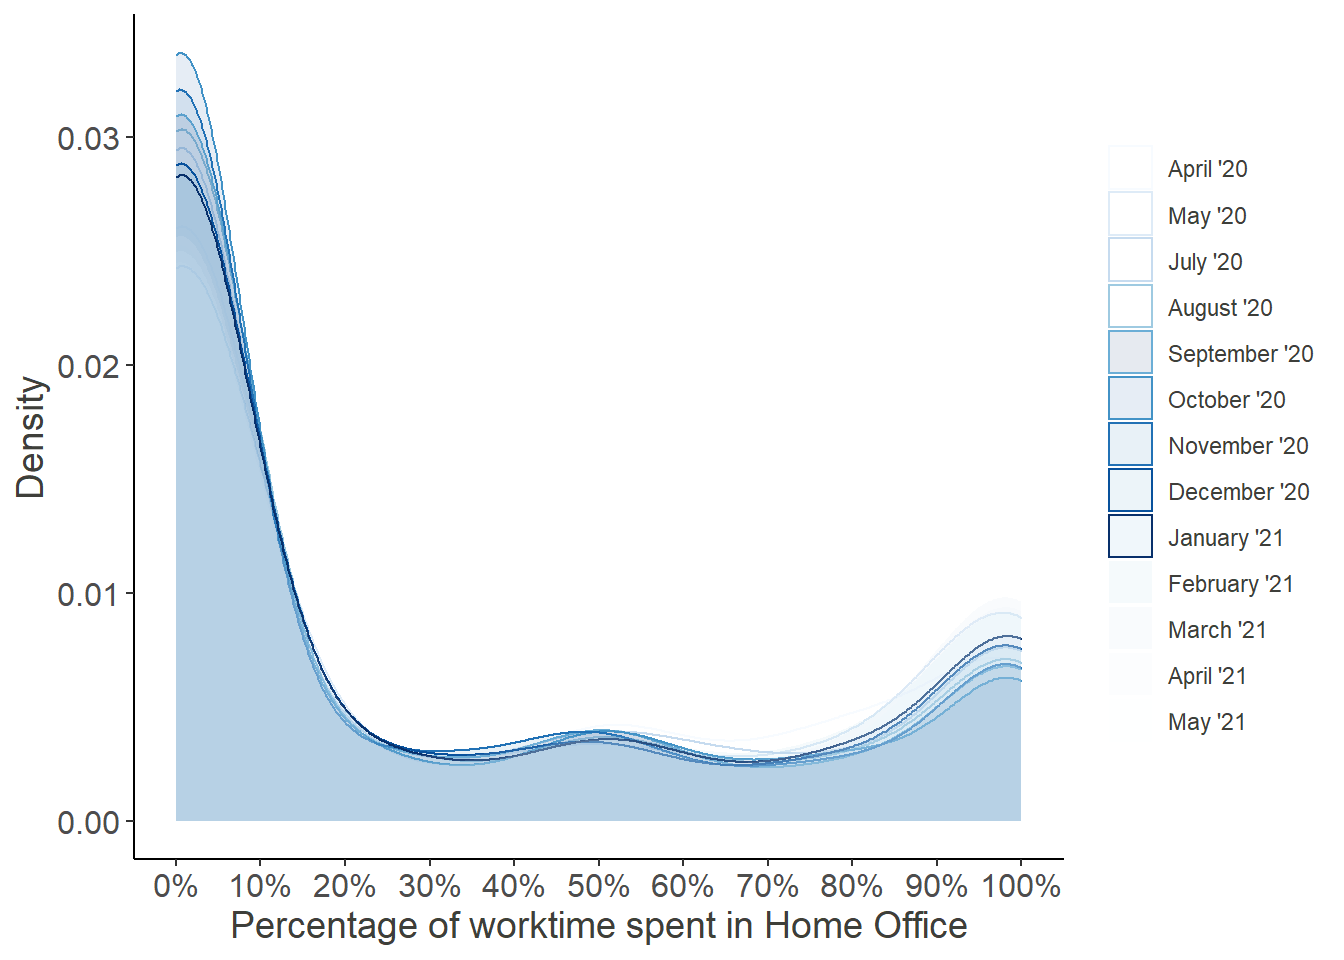 Density
0.03
0.02
0.01
0.00
0% 10% 20% 30% 40% 50% 60% 70% 80% 90% 100%
Percentage of worktime spent in Home Office
April '20
May '20
July '20
August '20
September '20
October '20
November '20
December '20
January '21
February '21
March '21
April '21
May '21